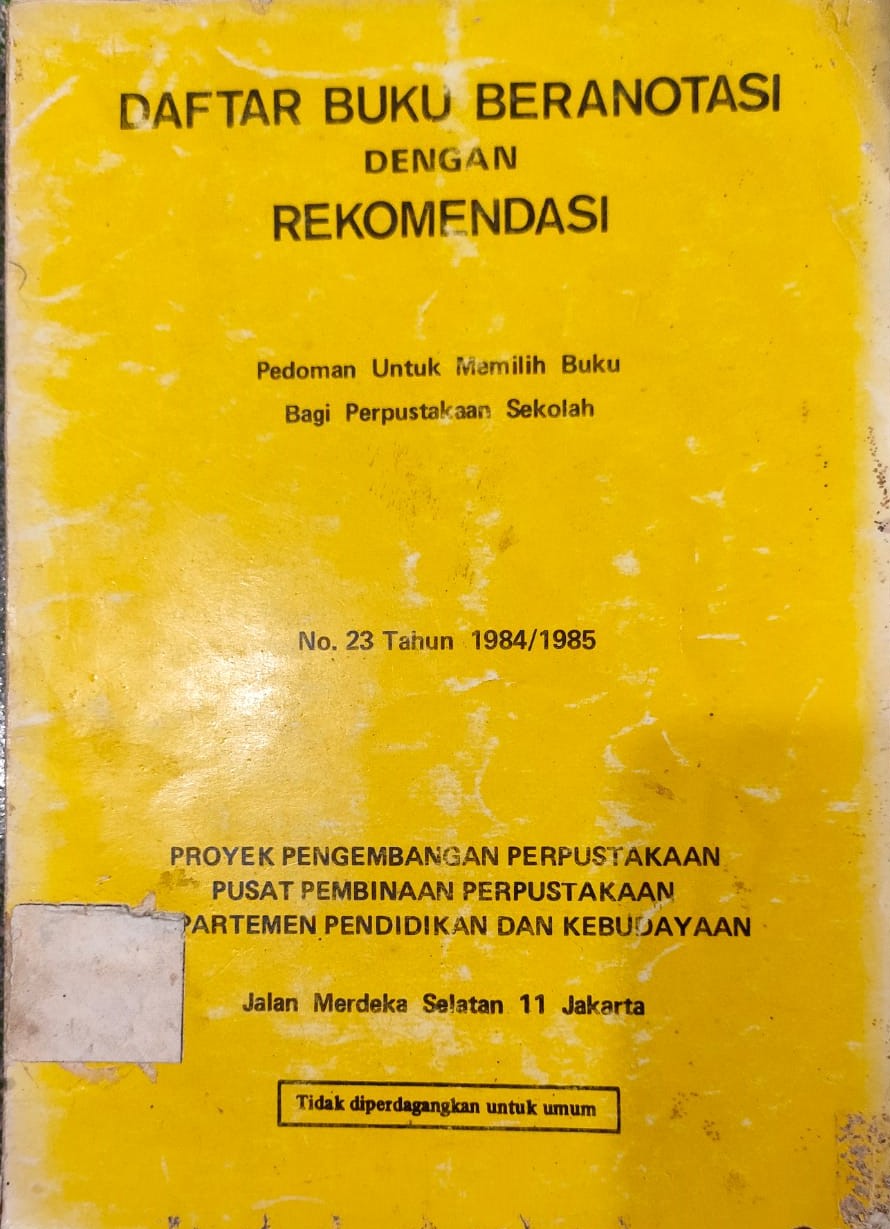 DAFTAR BUKU BERANOTASI
DENGAN
REKOMENDASI
Pedoman Untuk Memilih Buku
Bagi Perpustakaan Sekolah
No. 23 Tahun 1984/1985
PROYEK PENGEMBANGAN PERPUSTAKAAN
PUSAT PEMBINAAN PERPUSTAKAAN
PARTEMEN PENDIDIKAN DAN KEBUDAYAAN
Jalan Merdeka Selatan 11 Jakarta
Tidak diperdagangkan untuk umum